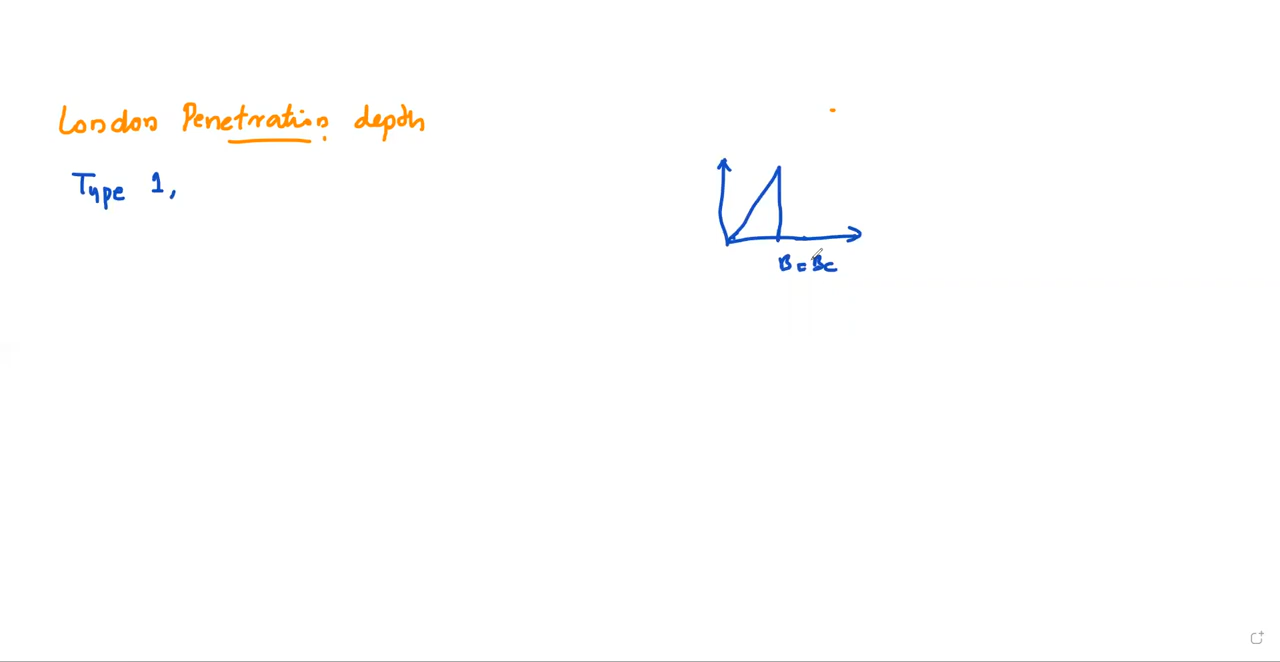 London Penetration depth
Type 1,
B = Bc